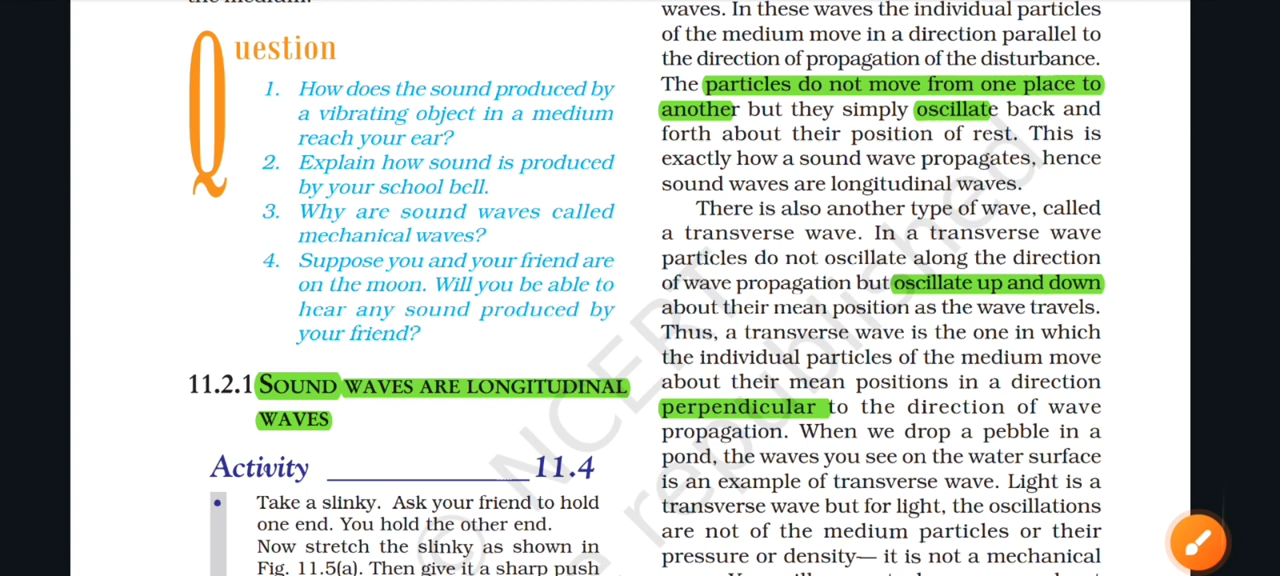 the medium.
Question
1. How does the sound produced by
a vibrating object in a medium
reach your ear?
2. Explain how sound is produced
by your school bell.
3. Why are sound waves called
mechanical waves?
4. Suppose you and your friend are
on the moon. Will you be able to
hear any sound produced by
your friend?
11.2.1 SOUND WAVES ARE LONGITUDINAL
WAVES
Activity 11.4
• Take a slinky. Ask your friend to hold
one end. You hold the other end.
Now stretch the slinky as shown in
Fig. 11.5(a). Then give it a sharp push
waves. In these waves the individual particles
of the medium move in a direction parallel to
the direction of propagation of the disturbance.
The particles do not move from one place to
another but they simply oscillate back and
forth about their position of rest. This is
exactly how a sound wave propagates, hence
sound waves are longitudinal waves.
There is also another type of wave, called
a transverse wave. In a transverse wave
particles do not oscillate along the direction
of wave propagation but oscillate up and down
about their mean position as the wave travels.
Thus, a transverse wave is the one in which
the individual particles of the medium move
about their mean positions in a direction
perpendicular to the direction of wave
propagation. When we drop a pebble in a
pond, the waves you see on the water surface
is an example of transverse wave. Light is a
transverse wave but for light, the oscillations
are not of the medium particles or their
pressure or density— it is not a mechanical
© NCERT
republished